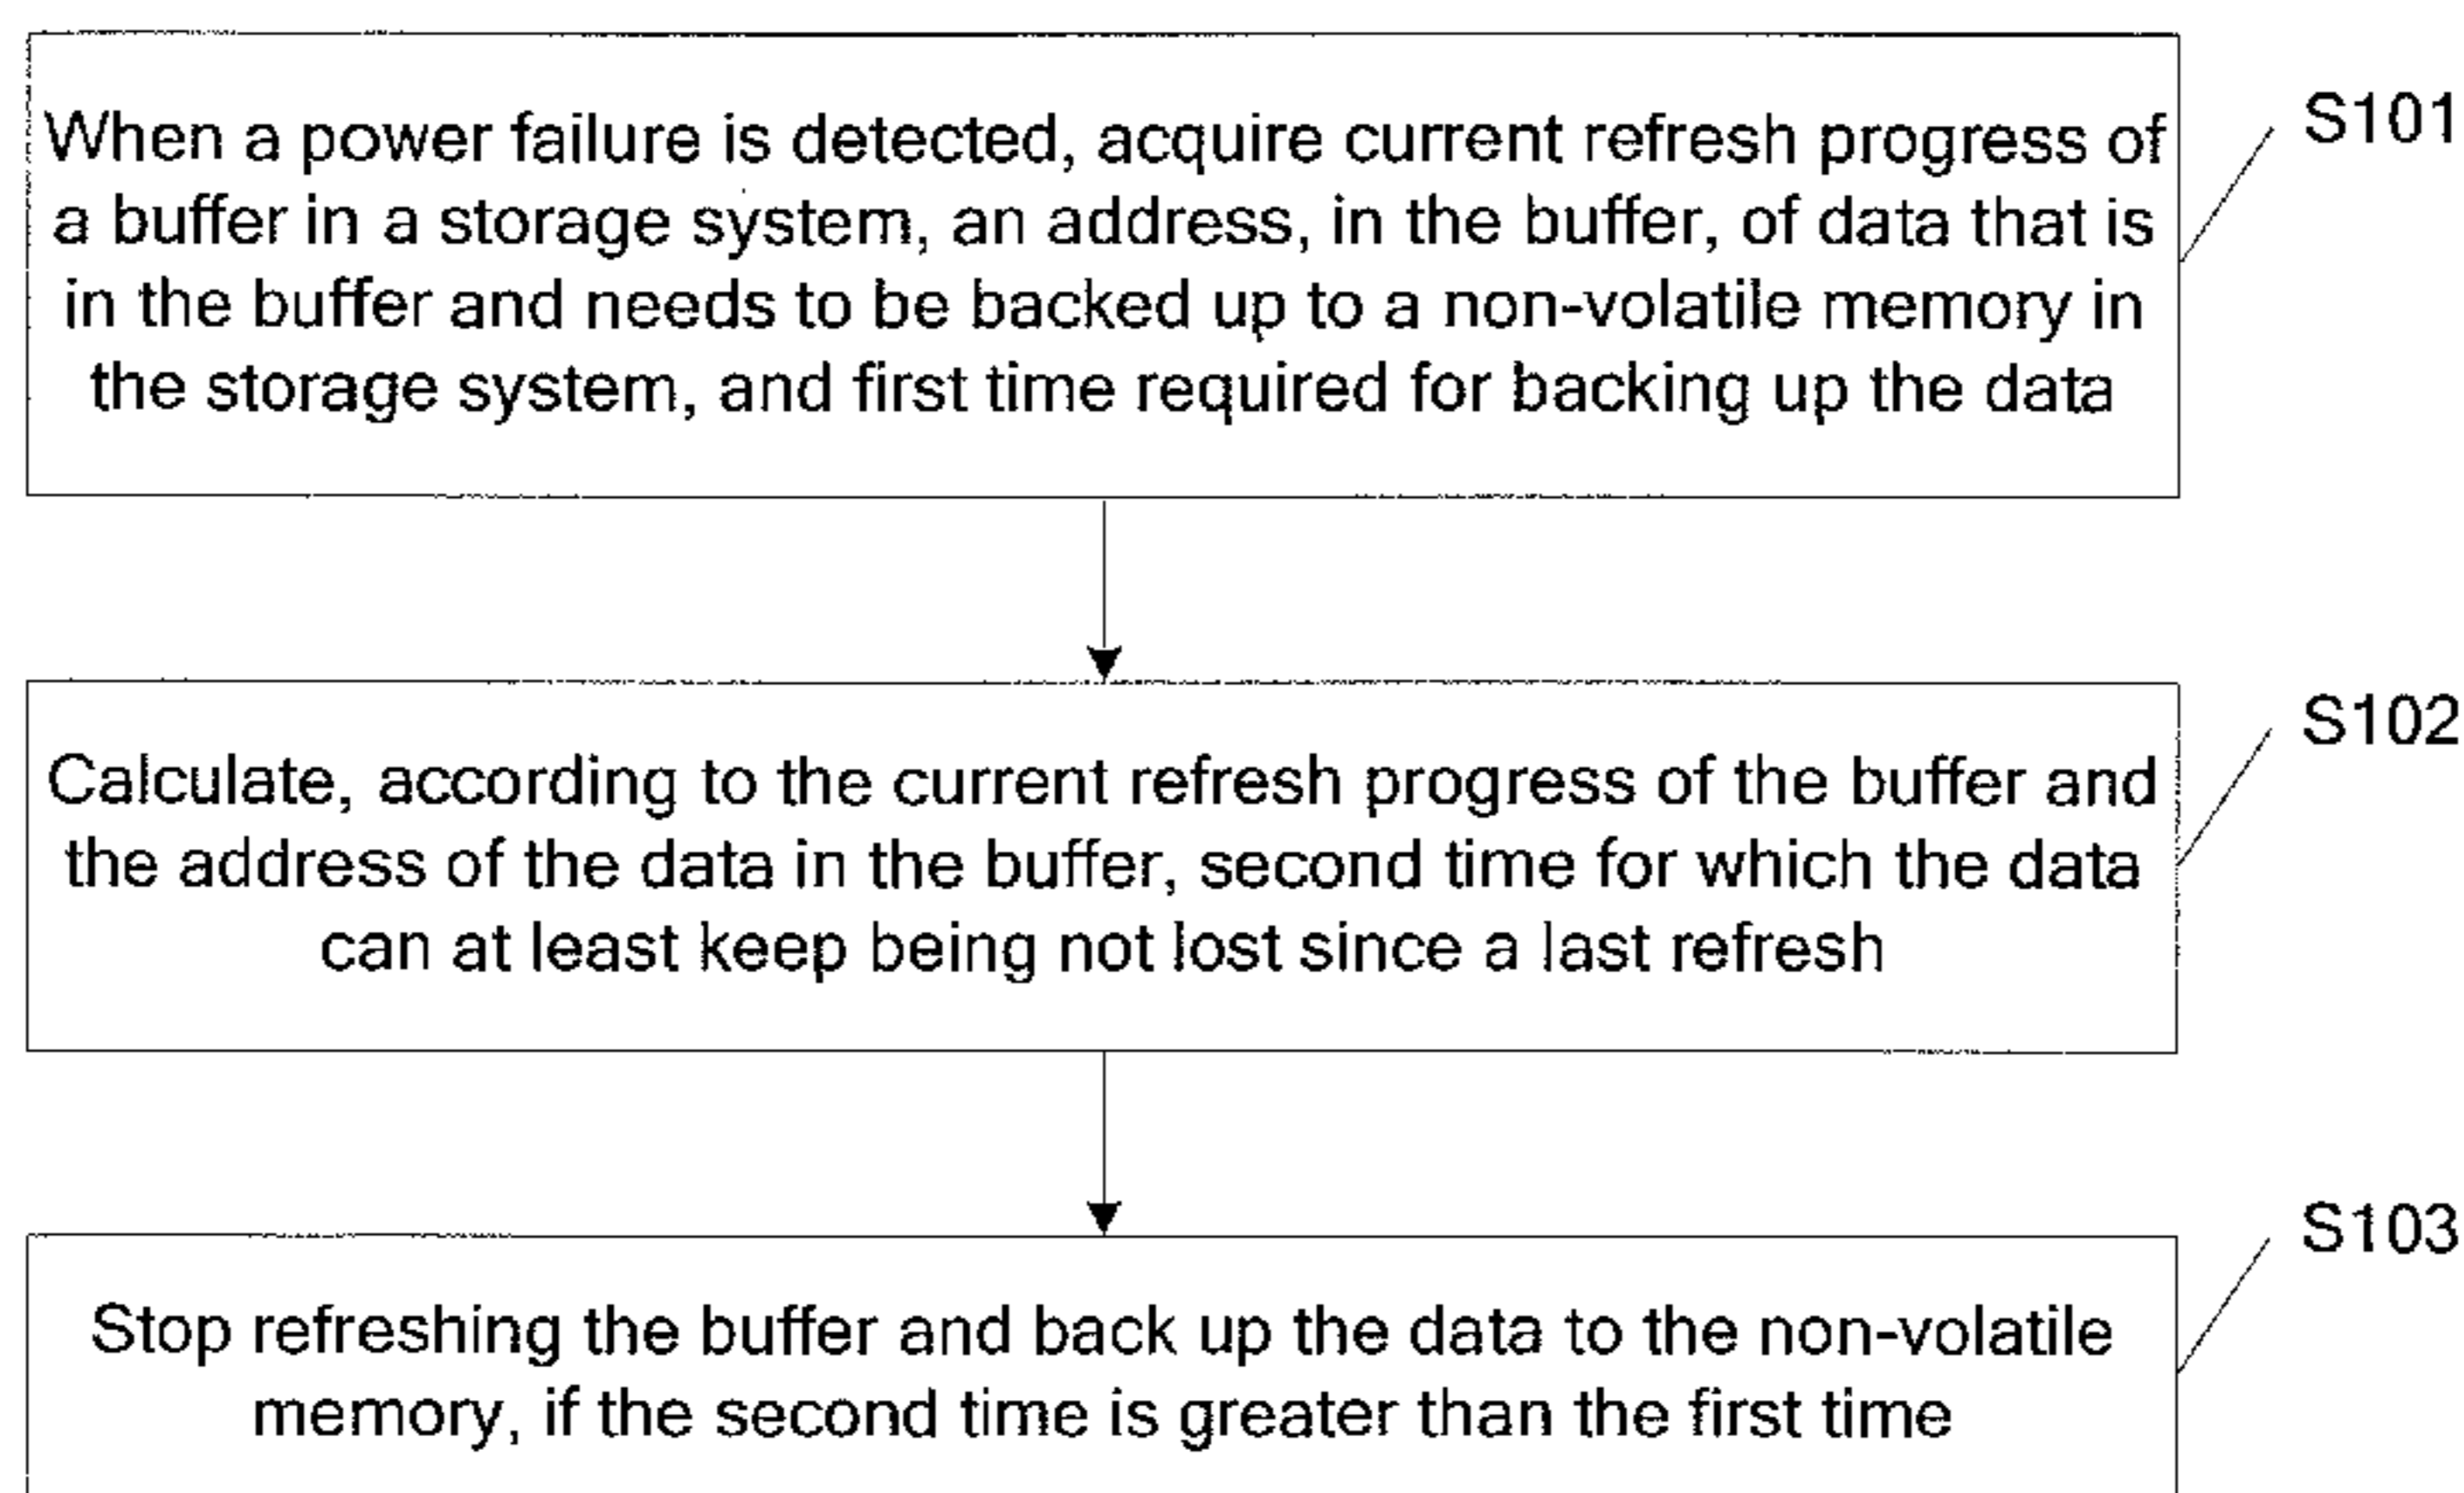 When a power failure is detected, acquire current refresh progress of
a buffer in a storage system, an address, in the buffer, of data that is
in the buffer and needs to be backed up to a non-volatile memory in
the storage system, and first time required for backing up the data
S101
Calculate, according to the current refresh progress of the buffer and
the address of the data in the buffer, second time for which the data
can at least keep being not lost since a last refresh
S102
Stop refreshing the buffer and back up the data to the non-volatile
memory, if the second time is greater than the first time
S103